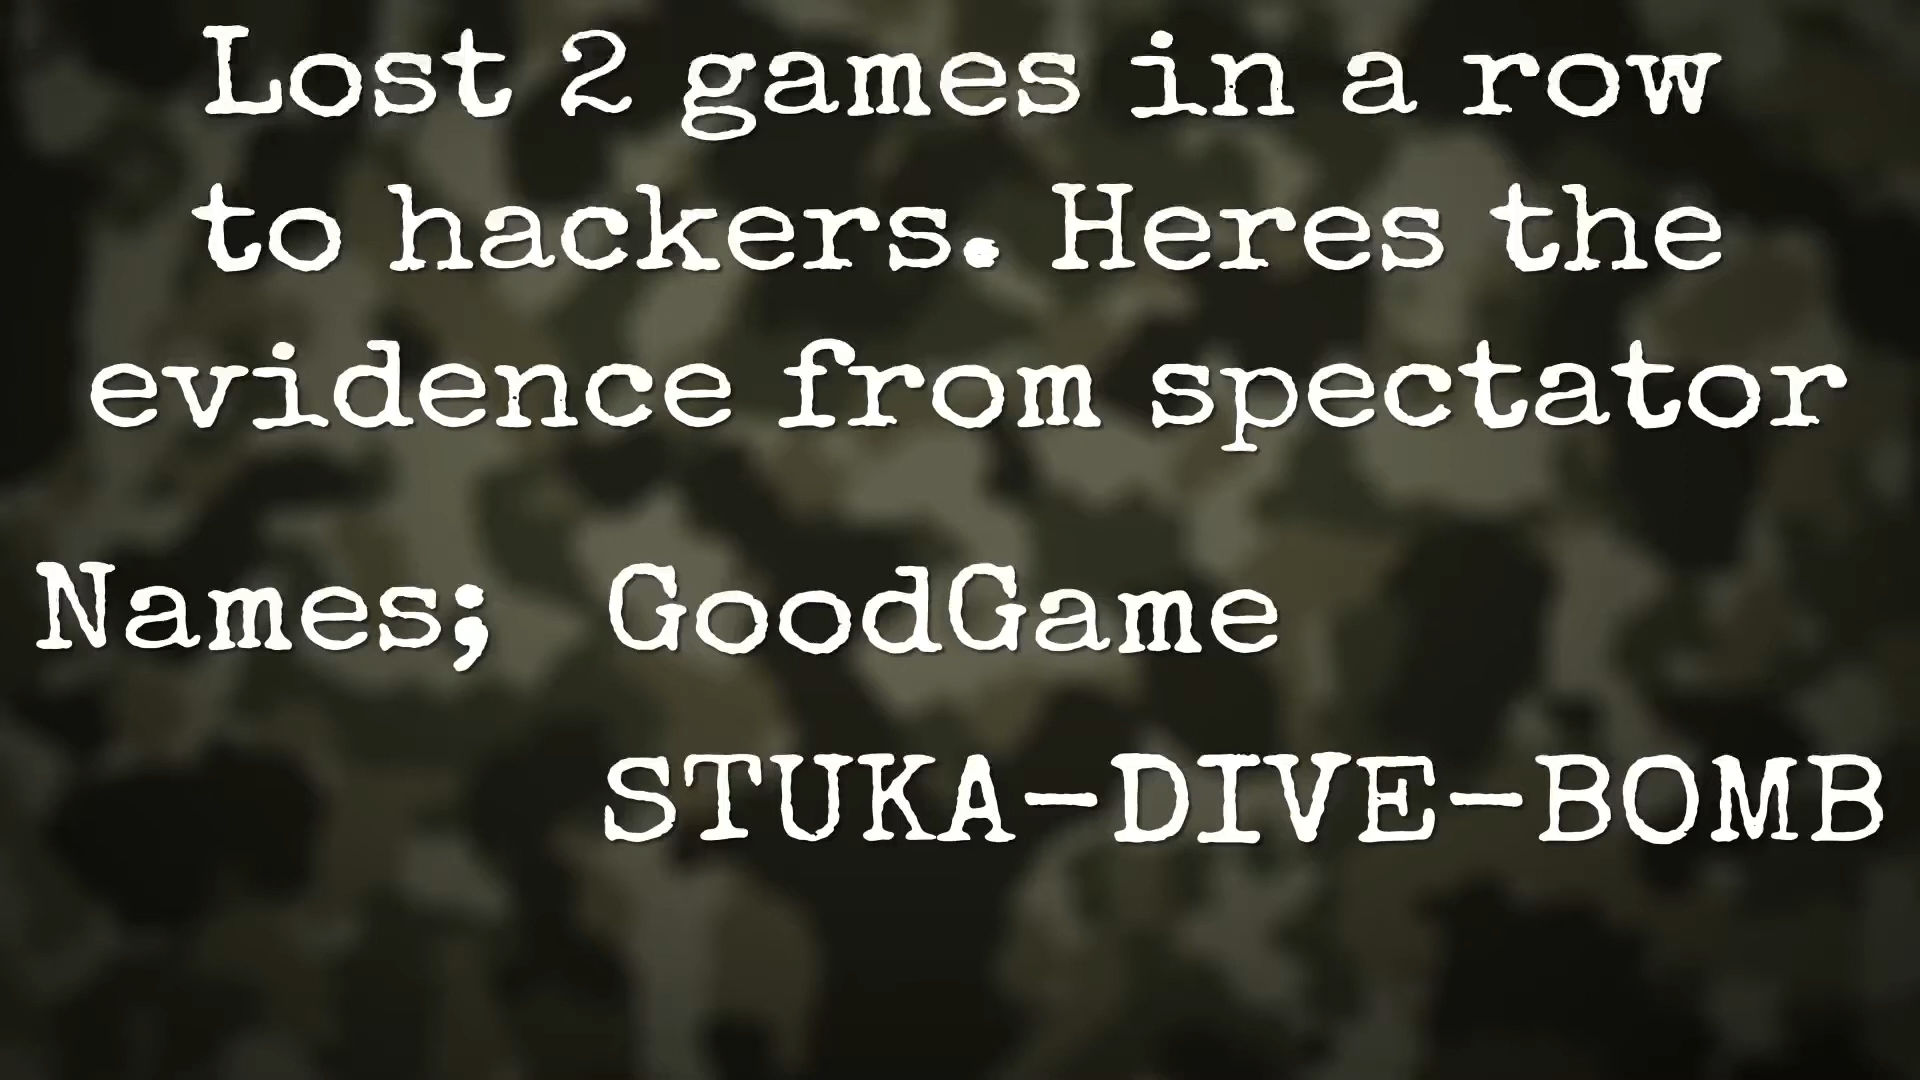 Lost 2 games in a row
to hackers. Heres the
evidence from spectator
Names; GoodGame
STUKA-DIVE-BOMB